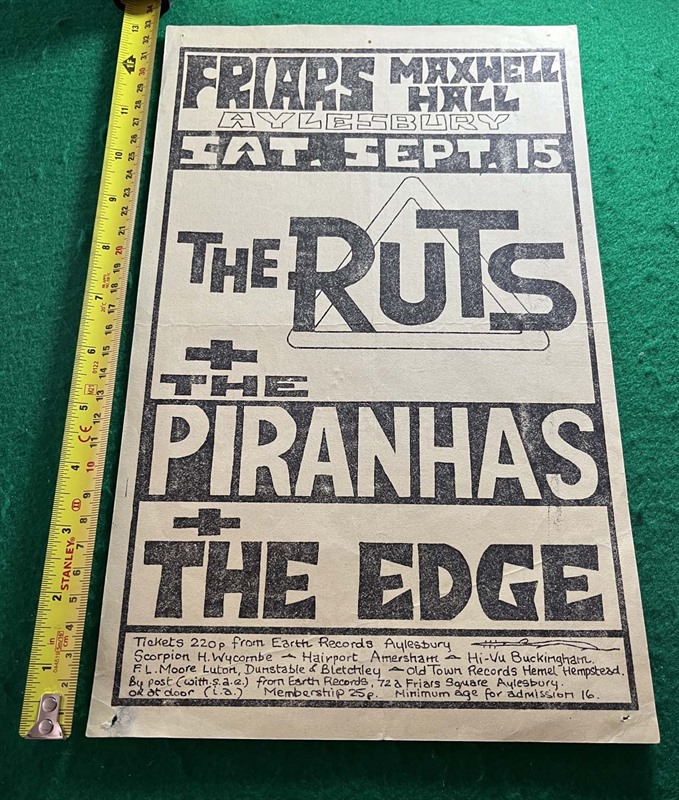 FRIARS MAXWELL HALL
AYLESBURY
SAT. SEPT. 15
THE RUTS
+
THE
PIRANHAS
+
THE EDGE
Tickets 220p from Earth Records Aylesbury
Scorpion H. Wycombe - Hairport Amersham - Hi-Vu Buckingham.
F.L. Moore Luton, Dunstable & Bletchley - Old Town Records Hemel Hempstead.
By post (with s.a.e.) from Earth Records, 72a Friars Square Aylesbury.
or at door (i.a.) Membership 25p. Minimum age for admission 16.
STANLEY